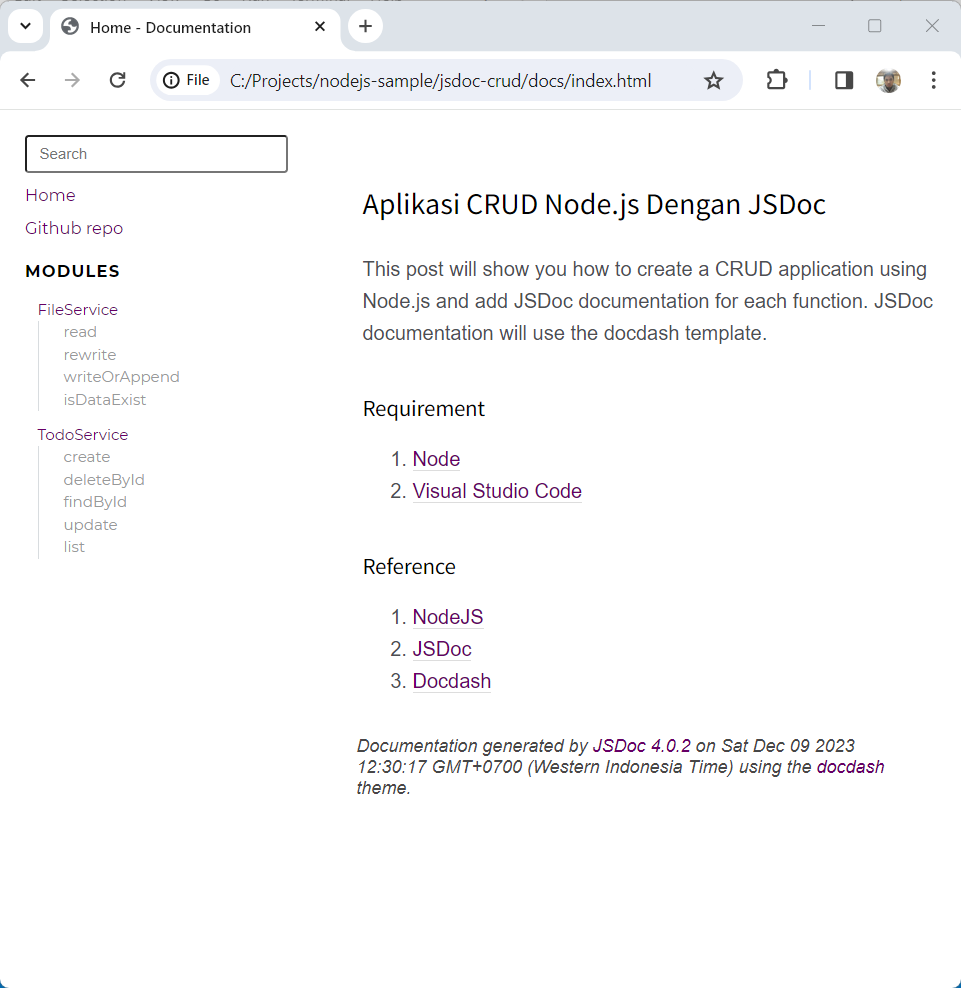 Home - Documentation
File C:/Projects/nodejs-sample/jsdoc-crud/docs/index.html
Search
Home
Github repo
MODULES
FileService
read
rewrite
writeOrAppend
isDataExist
TodoService
create
deleteById
findById
update
list
Aplikasi CRUD Node.js Dengan JSDoc
This post will show you how to create a CRUD application using
Node.js and add JSDoc documentation for each function. JSDoc
documentation will use the docdash template.
Requirement
1. Node
2. Visual Studio Code
Reference
1. NodeJS
2. JSDoc
3. Docdash
Documentation generated by JSDoc 4.0.2 on Sat Dec 09 2023
12:30:17 GMT+0700 (Western Indonesia Time) using the docdash
theme.